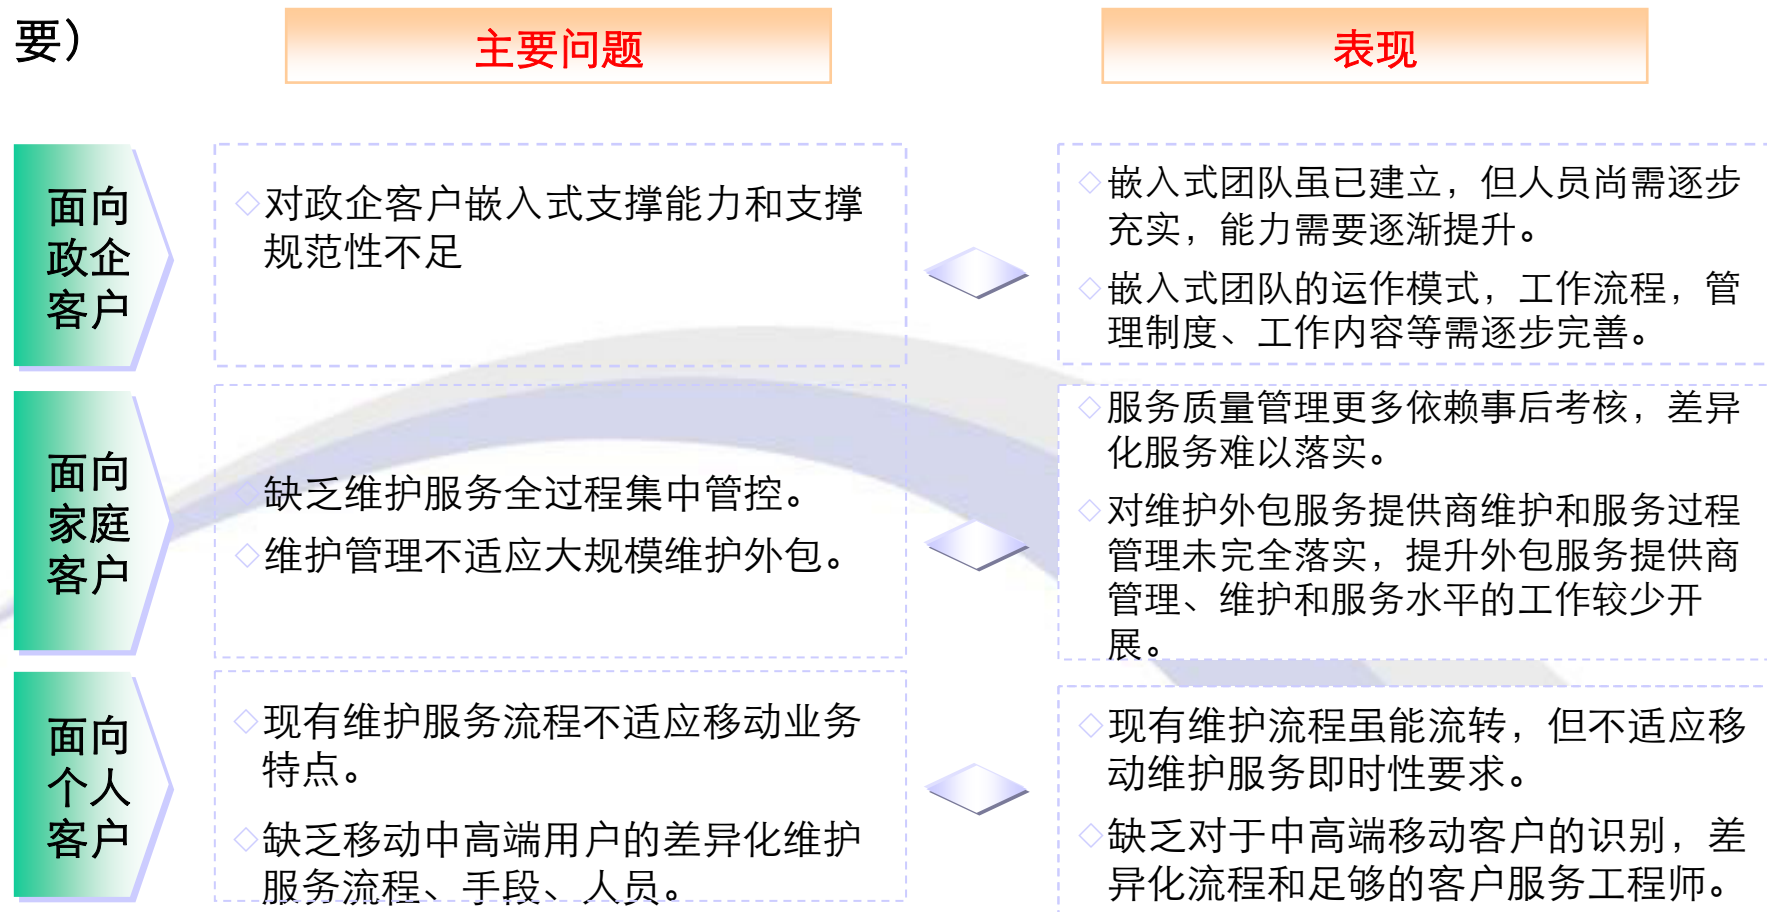 要）
主要问题
表现
面向
政企
客户
◇对政企客户嵌入式支撑能力和支撑
规范性不足
◇嵌入式团队虽已建立，但人员尚需逐步
充实，能力需要逐渐提升。
◇嵌入式团队的运作模式，工作流程，管
理制度、工作内容等需逐步完善。
面向
家庭
客户
◇缺乏维护服务全过程集中管控。
◇维护管理不适应大规模维护外包。
◇服务质量管理更多依赖事后考核，差异
化服务难以落实。
◇对维护外包服务提供商维护和服务过程
管理未完全落实，提升外包服务提供商
管理、维护和服务水平的工作较少开
展。
面向
个人
客户
◇现有维护服务流程不适应移动业务
特点。
◇缺乏移动中高端用户的差异化维护
服务流程、手段、人员。
◇现有维护流程虽能流转，但不适应移
动维护服务即时性要求。
◇缺乏对于中高端移动客户的识别，差
异化流程和足够的客户服务工程师。